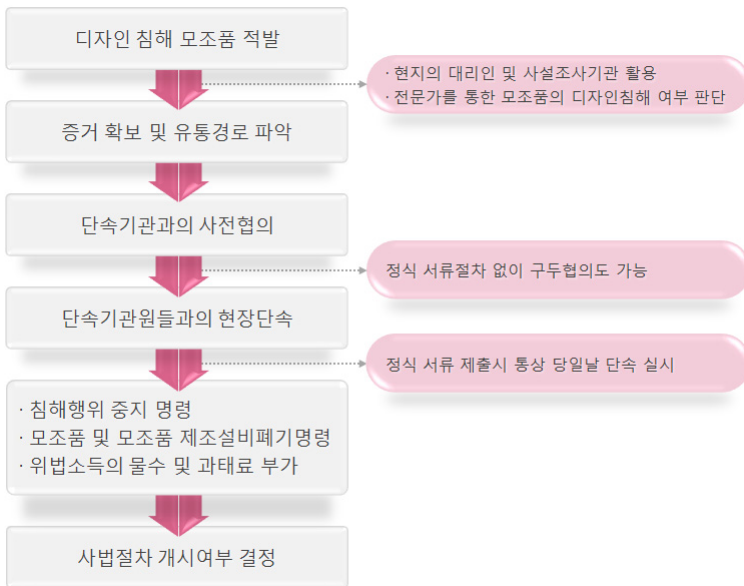 디자인 침해 모조품 적발
· 현지의 대리인 및 사설조사기관 활용
· 전문가를 통한 모조품의 디자인침해 여부 판단
증거 확보 및 유통경로 파악
단속기관과의 사전협의
정식 서류절차 없이 구두협의도 가능
단속기관원들과의 현장단속
정식 서류 제출시 통상 당일날 단속 실시
· 침해행위 중지 명령
· 모조품 및 모조품 제조설비폐기명령
· 위법소득의 물수 및 과태료 부가
사법절차 개시여부 결정